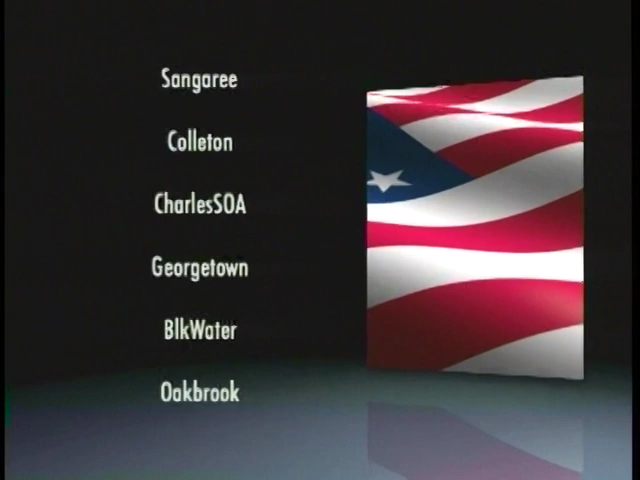 Sangaree
Colleton
CharlesSOA
Georgetown
BlkWater
Oakbrook